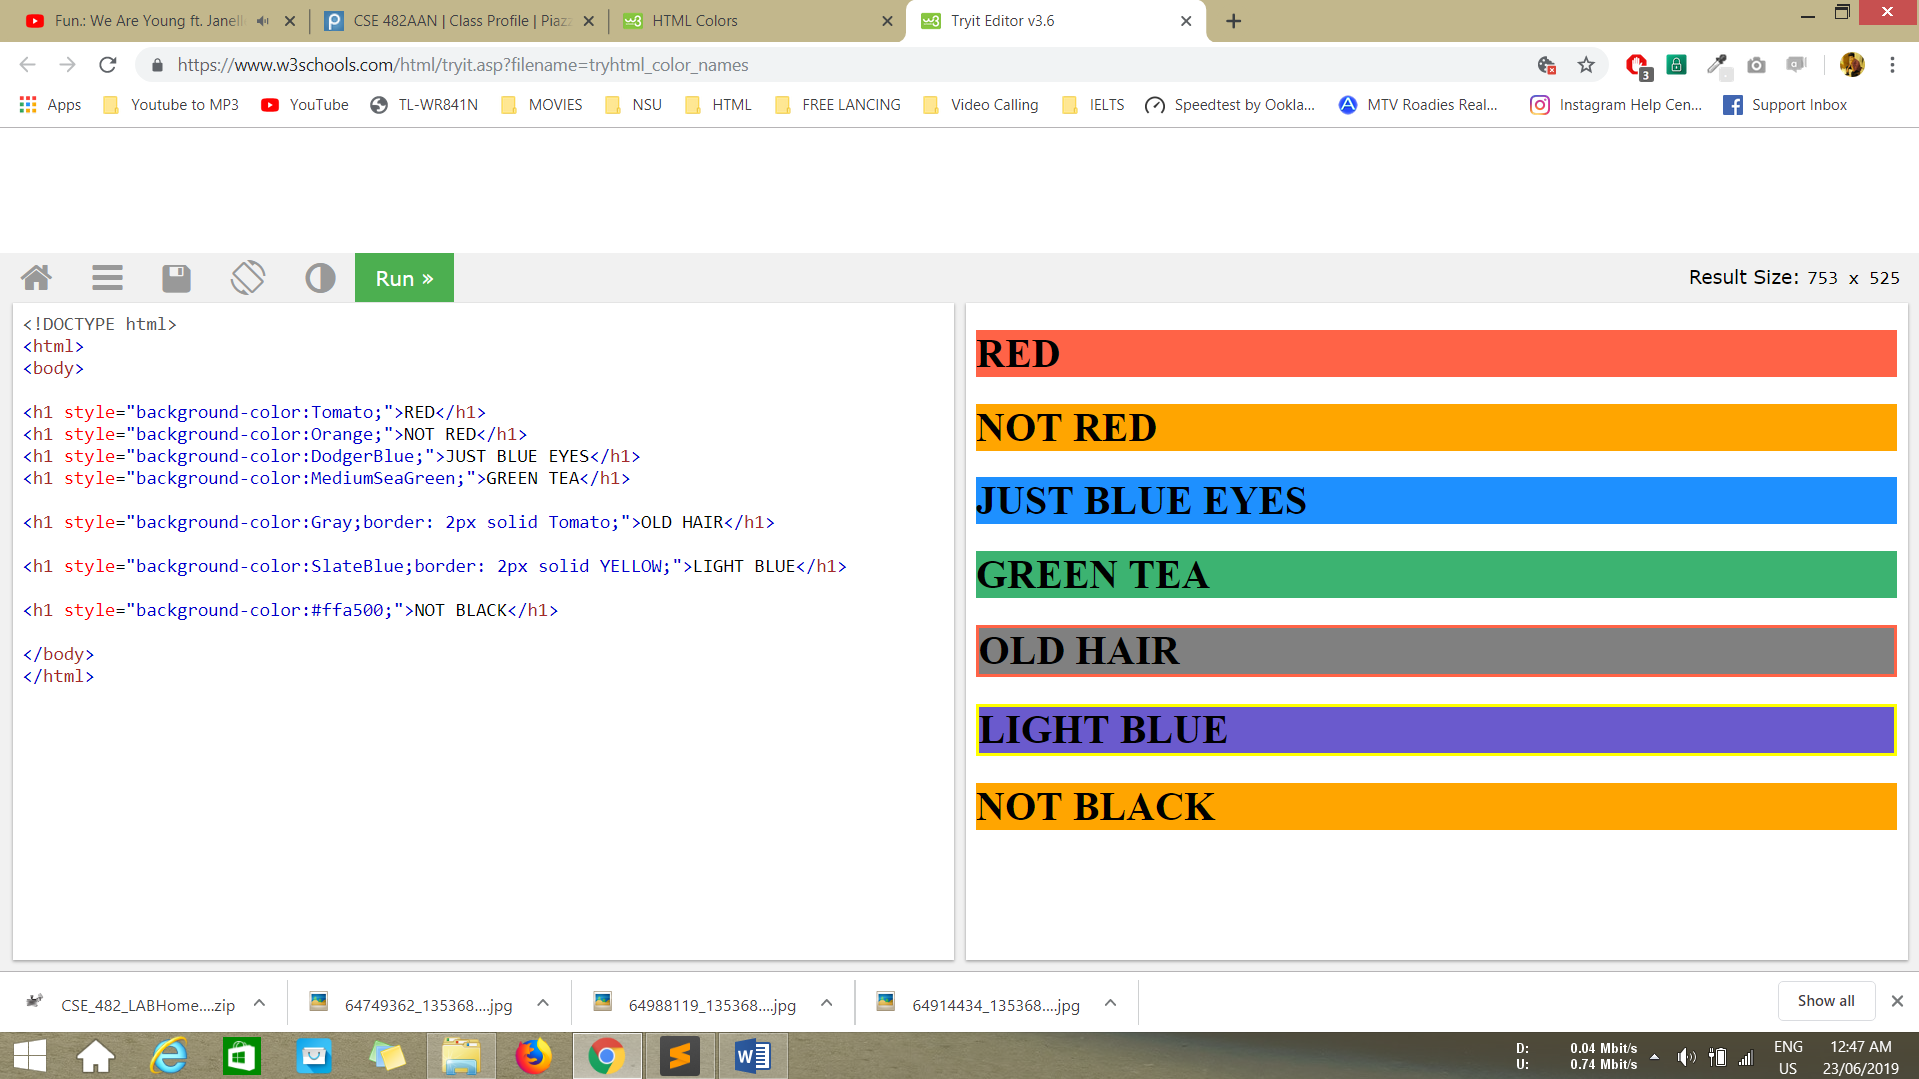 Fun.: We Are Young ft. Janell
CSE 482AAN | Class Profile | Piazz
HTML Colors
Tryit Editor v3.6
https://www.w3schools.com/html/tryit.asp?filename=tryhtml_color_names
3
Apps
Youtube to MP3
YouTube
TL-WR841N
MOVIES
NSU
HTML
FREE LANCING
Video Calling
IELTS
Speedtest by Ookla...
MTV Roadies Real...
Instagram Help Cen...
Support Inbox
Run »
Result Size: 753 x 525
<!DOCTYPE html>
<html>
<body>
<h1 style="background-color:Tomato;">RED</h1>
<h1 style="background-color:Orange;">NOT RED</h1>
<h1 style="background-color:DodgerBlue;">JUST BLUE EYES</h1>
<h1 style="background-color:MediumSeaGreen;">GREEN TEA</h1>
<h1 style="background-color:Gray;border: 2px solid Tomato;">OLD HAIR</h1>
<h1 style="background-color:SlateBlue;border: 2px solid YELLOW;">LIGHT BLUE</h1>
<h1 style="background-color:#ffa500;">NOT BLACK</h1>
</body>
</html>
RED
NOT RED
JUST BLUE EYES
GREEN TEA
OLD HAIR
LIGHT BLUE
NOT BLACK
CSE_482_LABHome....zip
64749362_135368....jpg
64988119_135368....jpg
64914434_135368....jpg
Show all
D: 0.04 Mbit/s
U: 0.74 Mbit/s
ENG
US
12:47 AM
23/06/2019